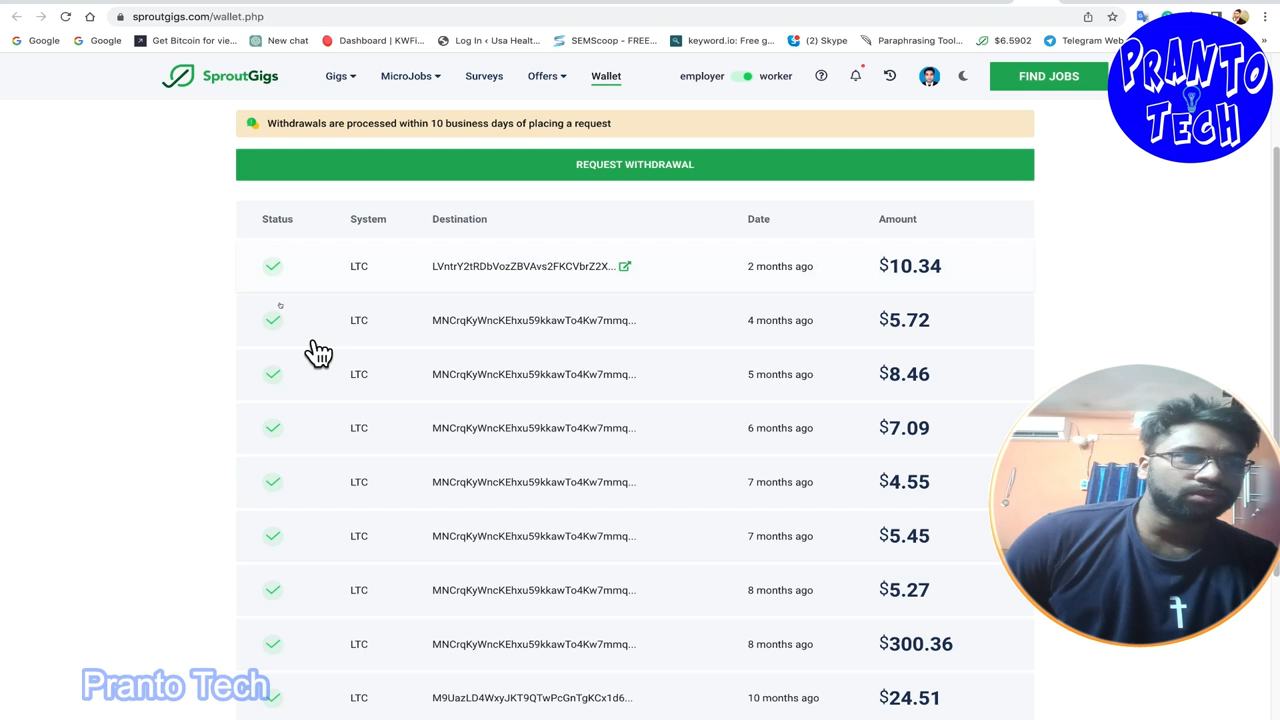 sproutgigs.com/wallet.php
Google
Google
Get Bitcoin for vie...
New chat
Dashboard | KWFi...
Log In ‹ Usa Healt...
SEMScoop - FREE...
keyword.io: Free g...
(2) Skype
Paraphrasing Tool...
$6.5902
Telegram Web
»
SproutGigs
Gigs
MicroJobs
Surveys
Offers
Wallet
employer
worker
FIND JOBS
PRANTO
TECH
Withdrawals are processed within 10 business days of placing a request
REQUEST WITHDRAWAL
Status System Destination Date Amount
LTC LVntrY2tRDbVozZBVAvs2FKCVbrZ2X... 2 months ago $10.34
LTC MNCrqKyWncKEhxu59kkawTo4Kw7mmq... 4 months ago $5.72
LTC MNCrqKyWncKEhxu59kkawTo4Kw7mmq... 5 months ago $8.46
LTC MNCrqKyWncKEhxu59kkawTo4Kw7mmq... 6 months ago $7.09
LTC MNCrqKyWncKEhxu59kkawTo4Kw7mmq... 7 months ago $4.55
LTC MNCrqKyWncKEhxu59kkawTo4Kw7mmq... 7 months ago $5.45
LTC MNCrqKyWncKEhxu59kkawTo4Kw7mmq... 8 months ago $5.27
LTC MNCrqKyWncKEhxu59kkawTo4Kw7mmq... 8 months ago $300.36
LTC M9UazLD4WxyJKT9QTwPcGnTgKCx1d6... 10 months ago $24.51
Pranto Tech